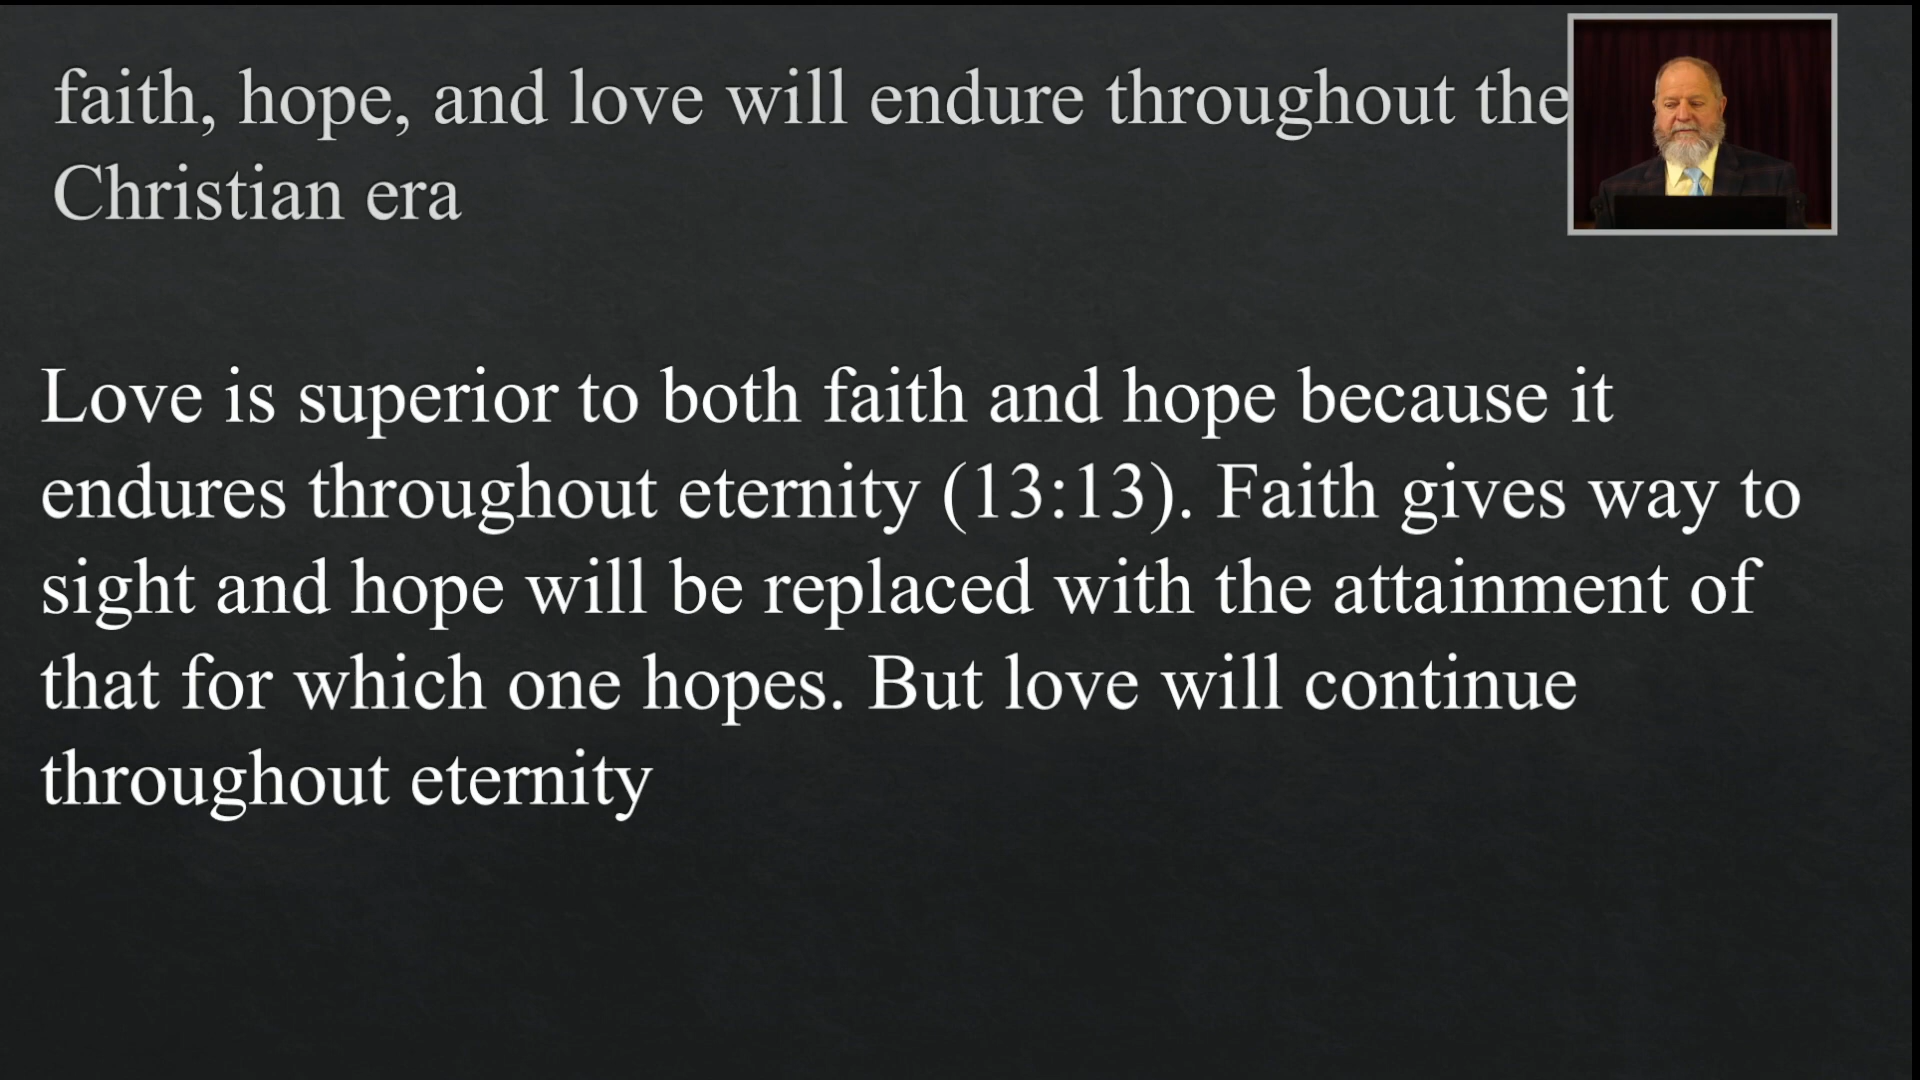 faith, hope, and love will endure throughout the
Christian era
Love is superior to both faith and hope because it
endures throughout eternity (13:13). Faith gives way to
sight and hope will be replaced with the attainment of
that for which one hopes. But love will continue
throughout eternity